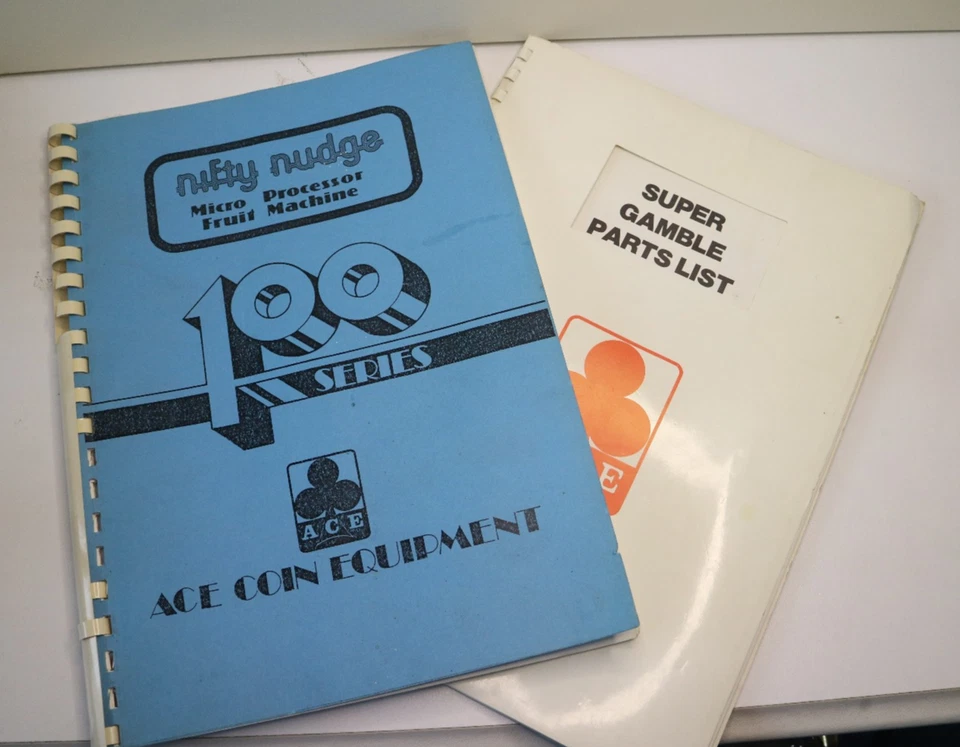 nifty nudge
Micro Processor
Fruit Machine
100
SERIES
ACE
ACE COIN EQUIPMENT
SUPER
GAMBLE
PARTS LIST
E